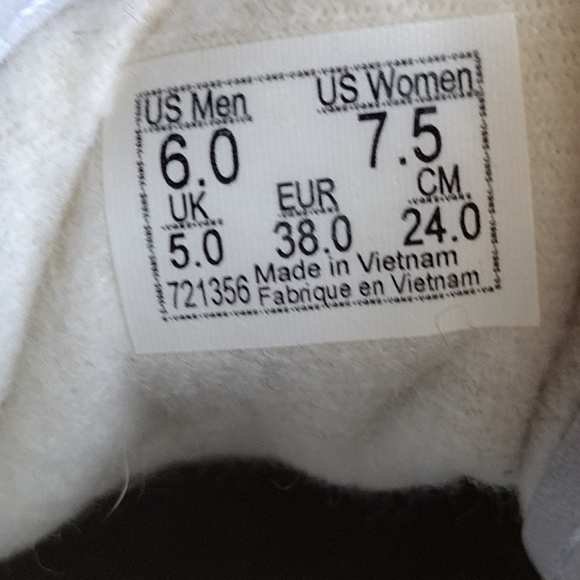 US Men US Women
6.0 7.5
UK EUR CM
5.0 38.0 24.0
Made in Vietnam
721356 Fabrique en Vietnam